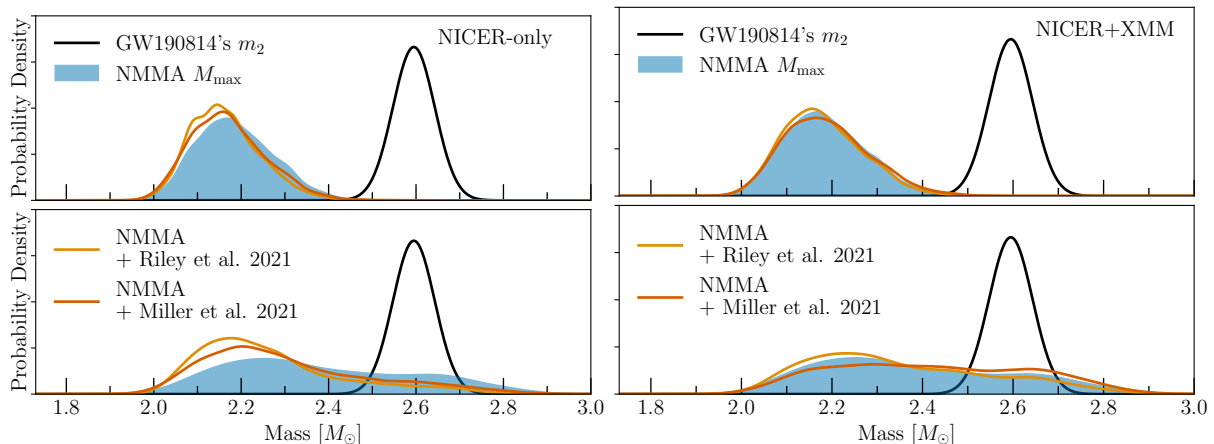 Probability Density
GW190814's m₂
NMMA Mₘₐₓ
NICER-only
GW190814's m₂
NMMA Mₘₐₓ
NICER+XMM
Probability Density
NMMA
+ Riley et al. 2021
NMMA
+ Miller et al. 2021
NMMA
+ Riley et al. 2021
NMMA
+ Miller et al. 2021
1.8 2.0 2.2 2.4 2.6 2.8 3.0
1.8 2.0 2.2 2.4 2.6 2.8 3.0
Mass [M⊙]
Mass [M⊙]